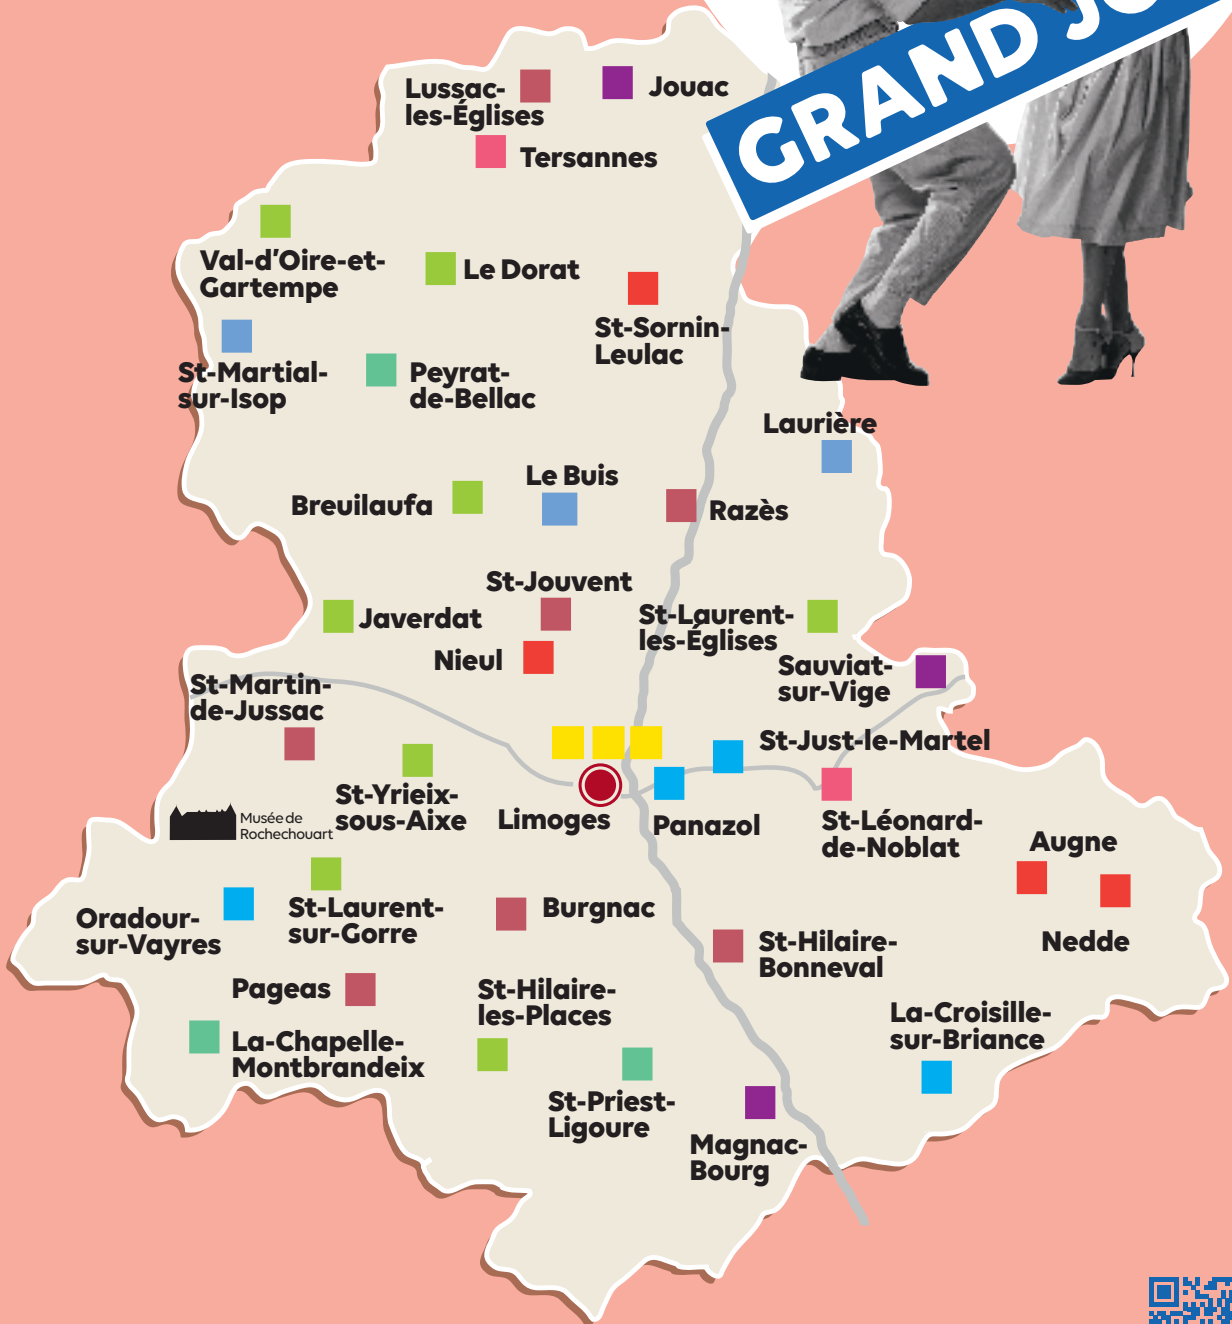 GRAND
Lussac-
les-Églises
Jouac
Tersannes
Val-d'Oire-et-
Gartempe
Le Dorat
St-Sornin-
Leulac
St-Martial-
sur-Isop
Peyrat-
de-Bellac
Laurière
Le Buis
Breuilaufa
Razès
St-Jouvent
Javerdat
St-Laurent-
les-Églises
Nieul
Sauviat-
sur-Vige
St-Martin-
de-Jussac
St-Just-le-Martel
St-Yrieix-
sous-Aixe
Musée de
Rochechouart
Limoges
Panazol
St-Léonard-
de-Noblat
Augne
Oradour-
sur-Vayres
St-Laurent-
sur-Gorre
Burgnac
St-Hilaire-
Bonneval
Nedde
Pageas
St-Hilaire-
les-Places
La-Croisille-
sur-Briance
La-Chapelle-
Montbrandeix
St-Priest-
Ligoure
Magnac-
Bourg